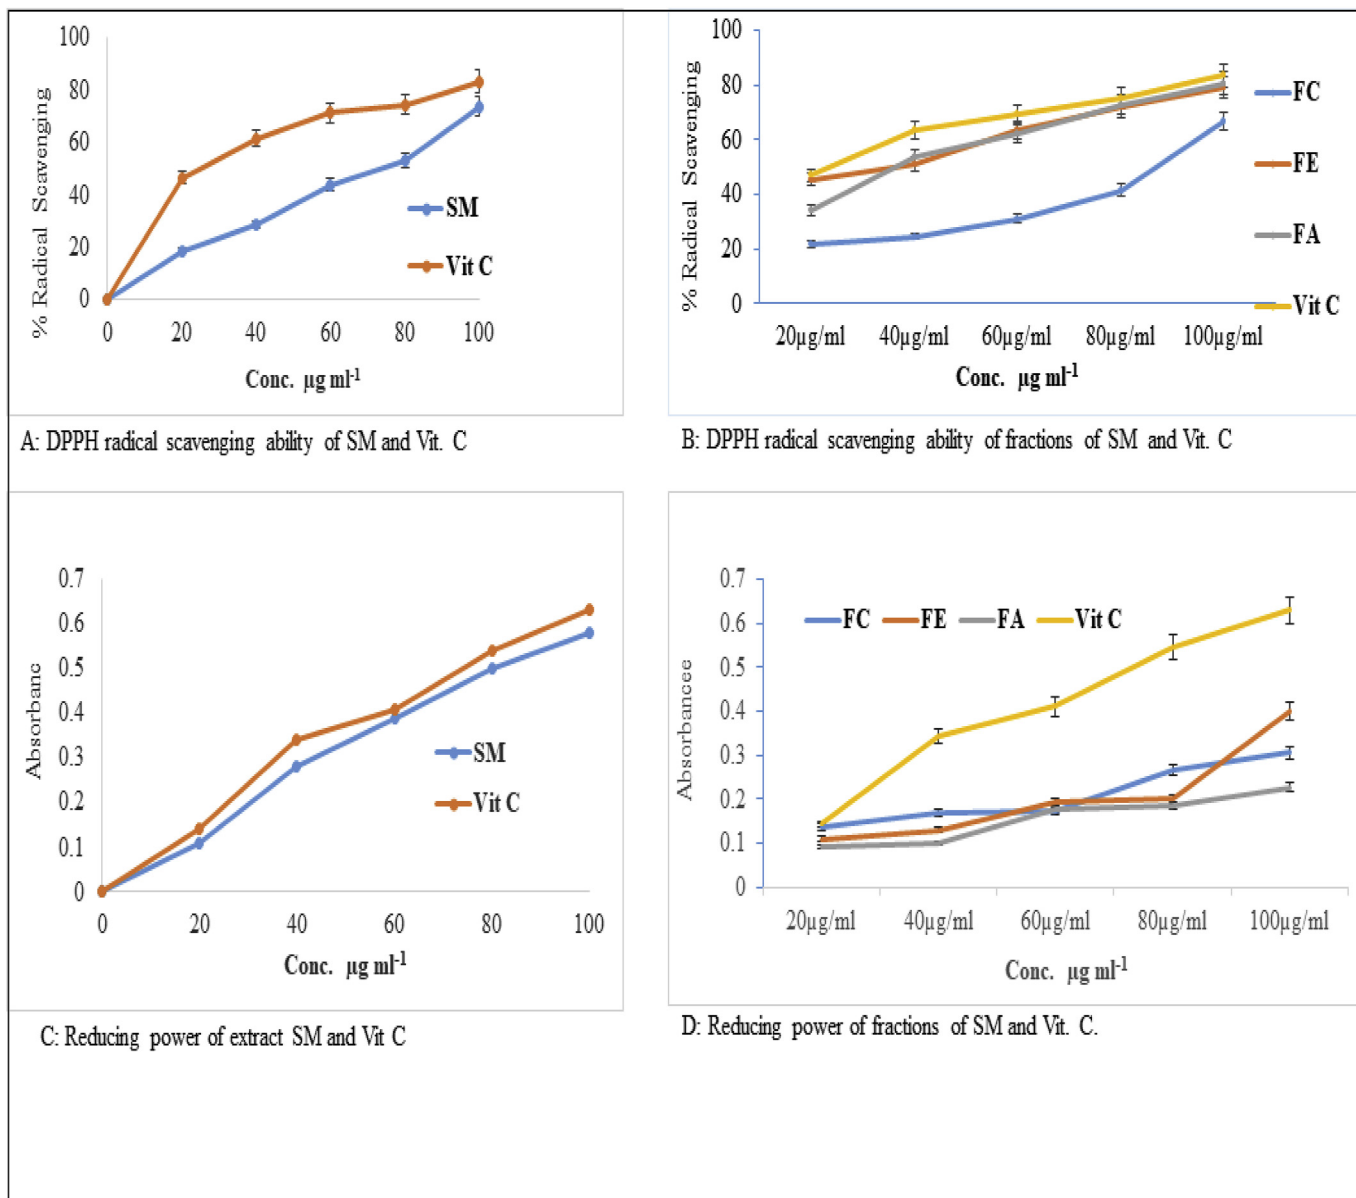 100
80
60
40
20
0
% Radical Scavenging
SM
Vit C
0 20 40 60 80 100
Conc. µg ml-1
A: DPPH radical scavenging ability of SM and Vit. C
100
80
60
40
20
0
% Radical Scavenging
FC
FE
FA
Vit C
20µg/ml 40µg/ml 60µg/ml 80µg/ml 100µg/ml
Conc. µg ml-1
B: DPPH radical scavenging ability of fractions of SM and Vit. C
0.7
0.6
0.5
0.4
0.3
0.2
0.1
0
Absorbanc
SM
Vit C
0 20 40 60 80 100
Conc. µg ml-1
C: Reducing power of extract SM and Vit C
0.7
0.6
0.5
0.4
0.3
0.2
0.1
0
Absorbancee
FC FE FA Vit C
20µg/ml 40µg/ml 60µg/ml 80µg/ml 100µg/ml
Conc. µg ml-1
D: Reducing power of fractions of SM and Vit. C.